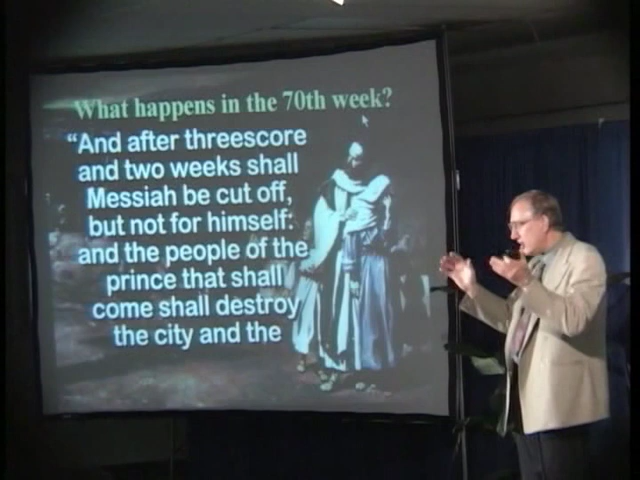 What happens in the 70th week?
“And after threescore
and two weeks shall
Messiah be cut off,
but not for himself:
and the people of the
prince that shall
come shall destroy
the city and the